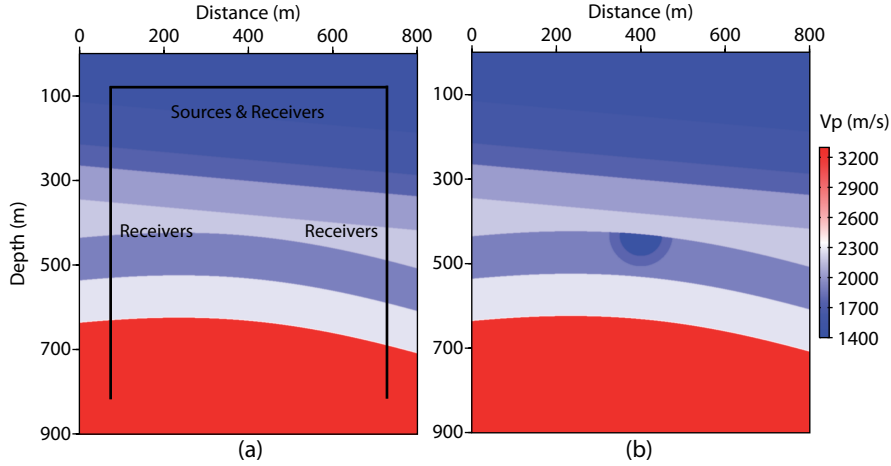 Distance (m)
0 200 400 600 800
Distance (m)
0 200 400 600 800
Depth (m)
100
300
500
700
900
Sources & Receivers
Receivers
Receivers
(a)
100
300
500
700
900
(b)
Vp (m/s)
3200
2900
2600
2300
2000
1700
1400